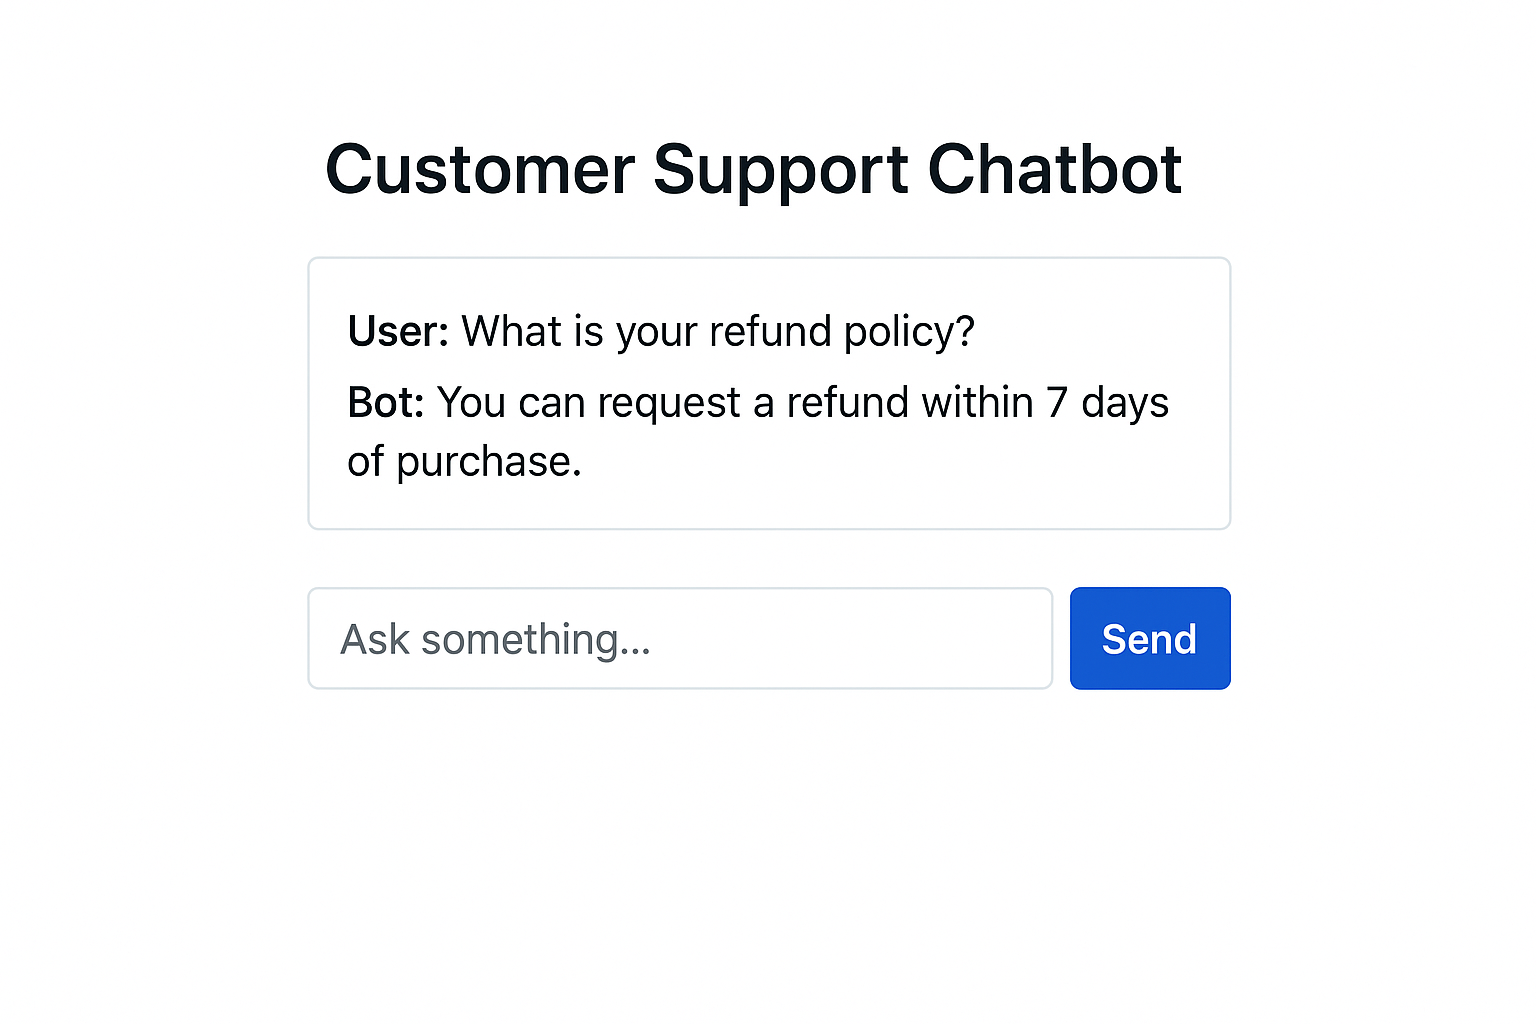 Customer Support Chatbot
User: What is your refund policy?
Bot: You can request a refund within 7 days
of purchase.
Ask something...
Send